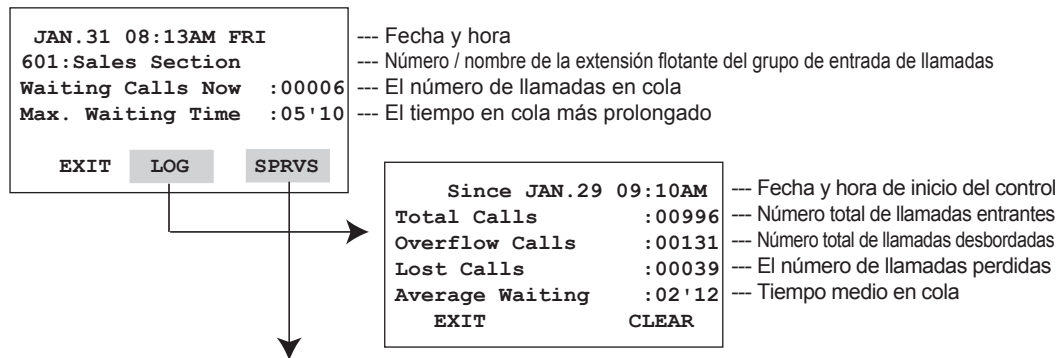 JAN.31 08:13AM FRI --- Fecha y hora
601:Sales Section --- Número / nombre de la extensión flotante del grupo de entrada de llamadas
Waiting Calls Now :00006 --- El número de llamadas en cola
Max. Waiting Time :05'10 --- El tiempo en cola más prolongado
EXIT LOG SPRVS
Since JAN.29 09:10AM --- Fecha y hora de inicio del control
Total Calls :00996 --- Número total de llamadas entrantes
Overflow Calls :00131 --- Número total de llamadas desbordadas
Lost Calls :00039 --- El número de llamadas perdidas
Average Waiting :02'12 --- Tiempo medio en cola
EXIT CLEAR